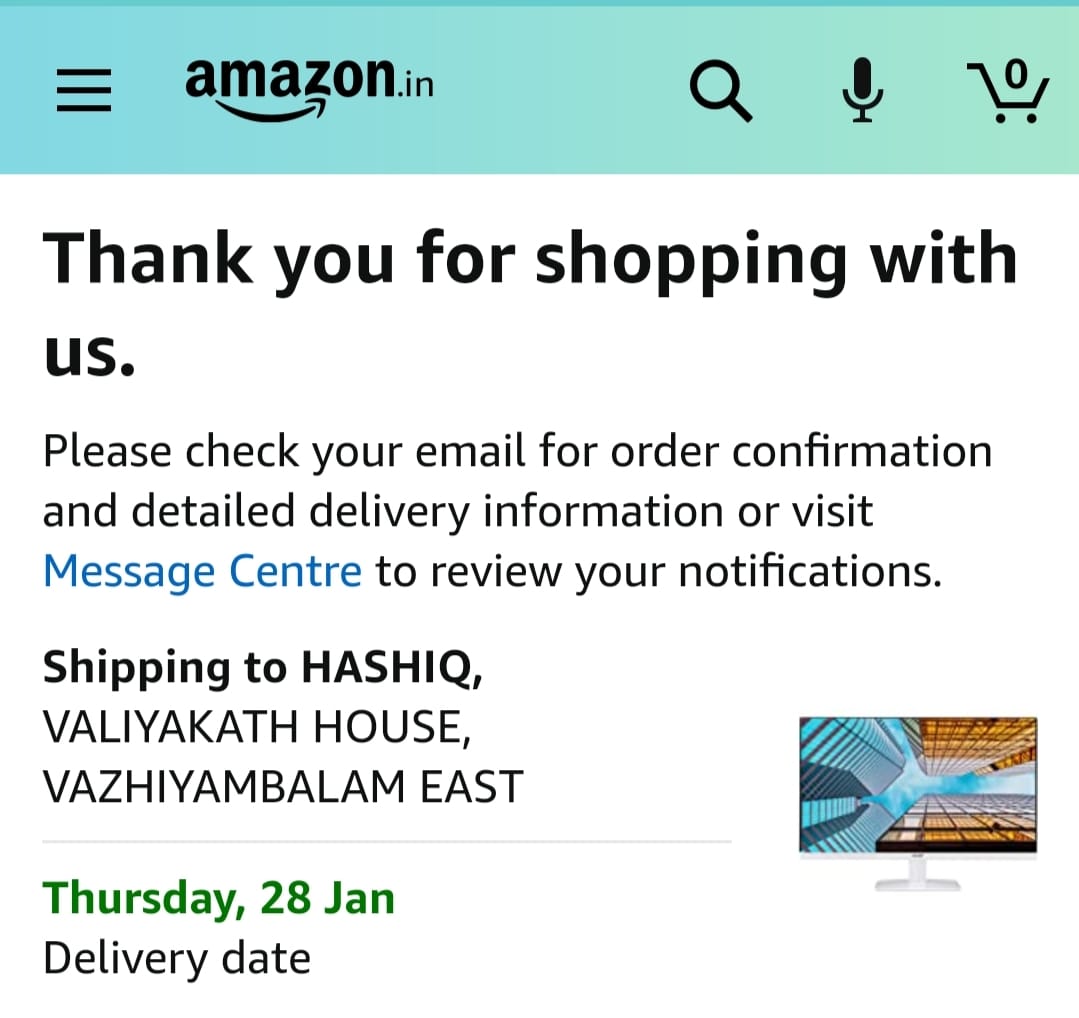 amazon.in
0
Thank you for shopping with
us.
Please check your email for order confirmation
and detailed delivery information or visit
Message Centre to review your notifications.
Shipping to HASHIQ,
VALIYAKATH HOUSE,
VAZHIYAMBALAM EAST
Thursday, 28 Jan
Delivery date